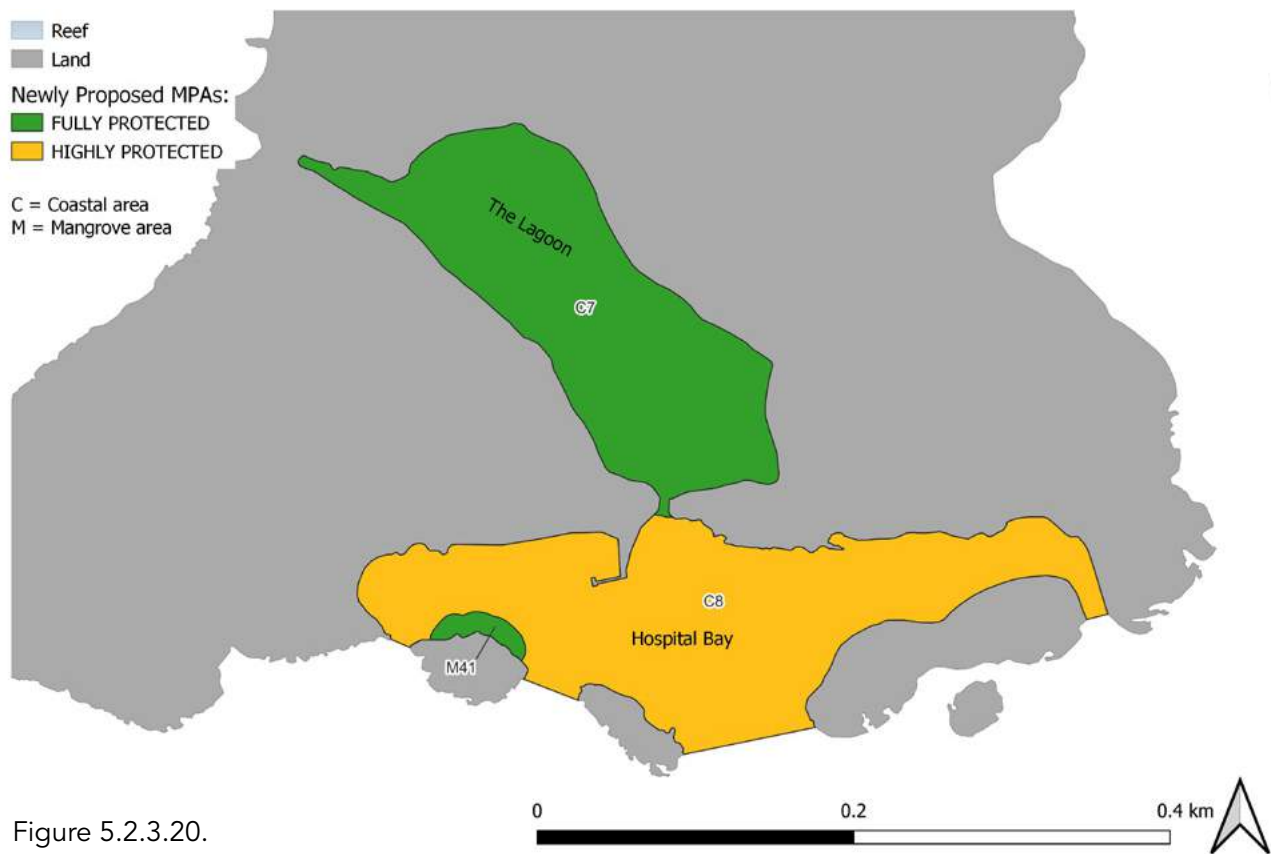 Reef
Land
Newly Proposed MPAs:
FULLY PROTECTED
HIGHLY PROTECTED
C = Coastal area
M = Mangrove area
The Lagoon
C7
C8
Hospital Bay
M41
Figure 5.2.3.20.
0 0.2 0.4 km